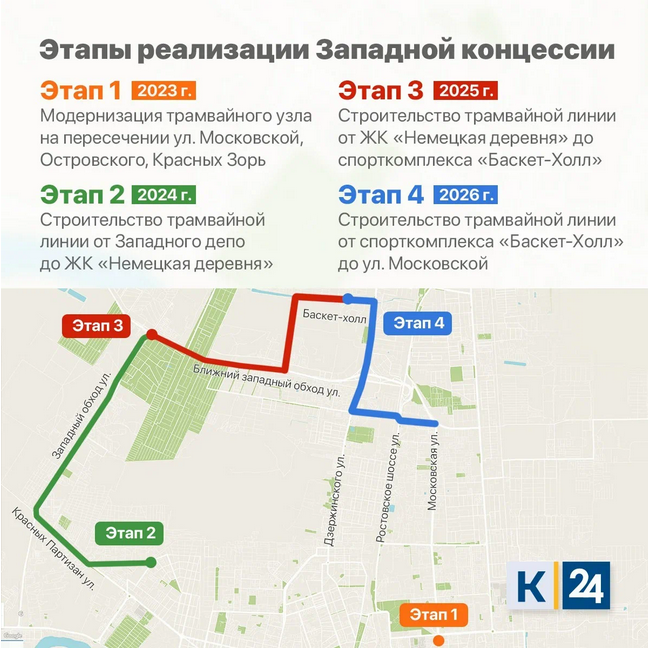 Этапы реализации Западной концессии
Этап 1 2023 г.
Модернизация трамвайного узла
на пересечении ул. Московской,
Островского, Красных Зорь
Этап 2 2024 г.
Строительство трамвайной
линии от Западного депо
до ЖК «Немецкая деревня»
Этап 3 2025 г.
Строительство трамвайной линии
от ЖК «Немецкая деревня» до
спорткомплекса «Баскет-Холл»
Этап 4 2026 г.
Строительство трамвайной линии
от спорткомплекса «Баскет-Холл»
до ул. Московской
Этап 3
Баскет-холл
Этап 4
Ближний западный обход ул.
Западный обход ул.
Дзержинского ул.
Ростовское шоссе ул.
Московская ул.
Красных Партизан ул.
Этап 2
К 24
Этап 1
Google